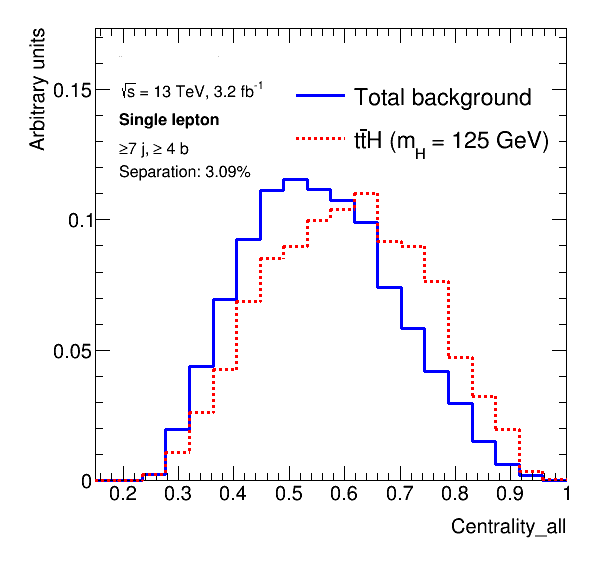 Arbitrary units
√s = 13 TeV, 3.2 fb⁻¹
Single lepton
≥7 j, ≥ 4 b
Separation: 3.09%
Total background
tt̄H (m_H = 125 GeV)
0.15
0.1
0.05
0
0.2 0.3 0.4 0.5 0.6 0.7 0.8 0.9 1
Centrality_all